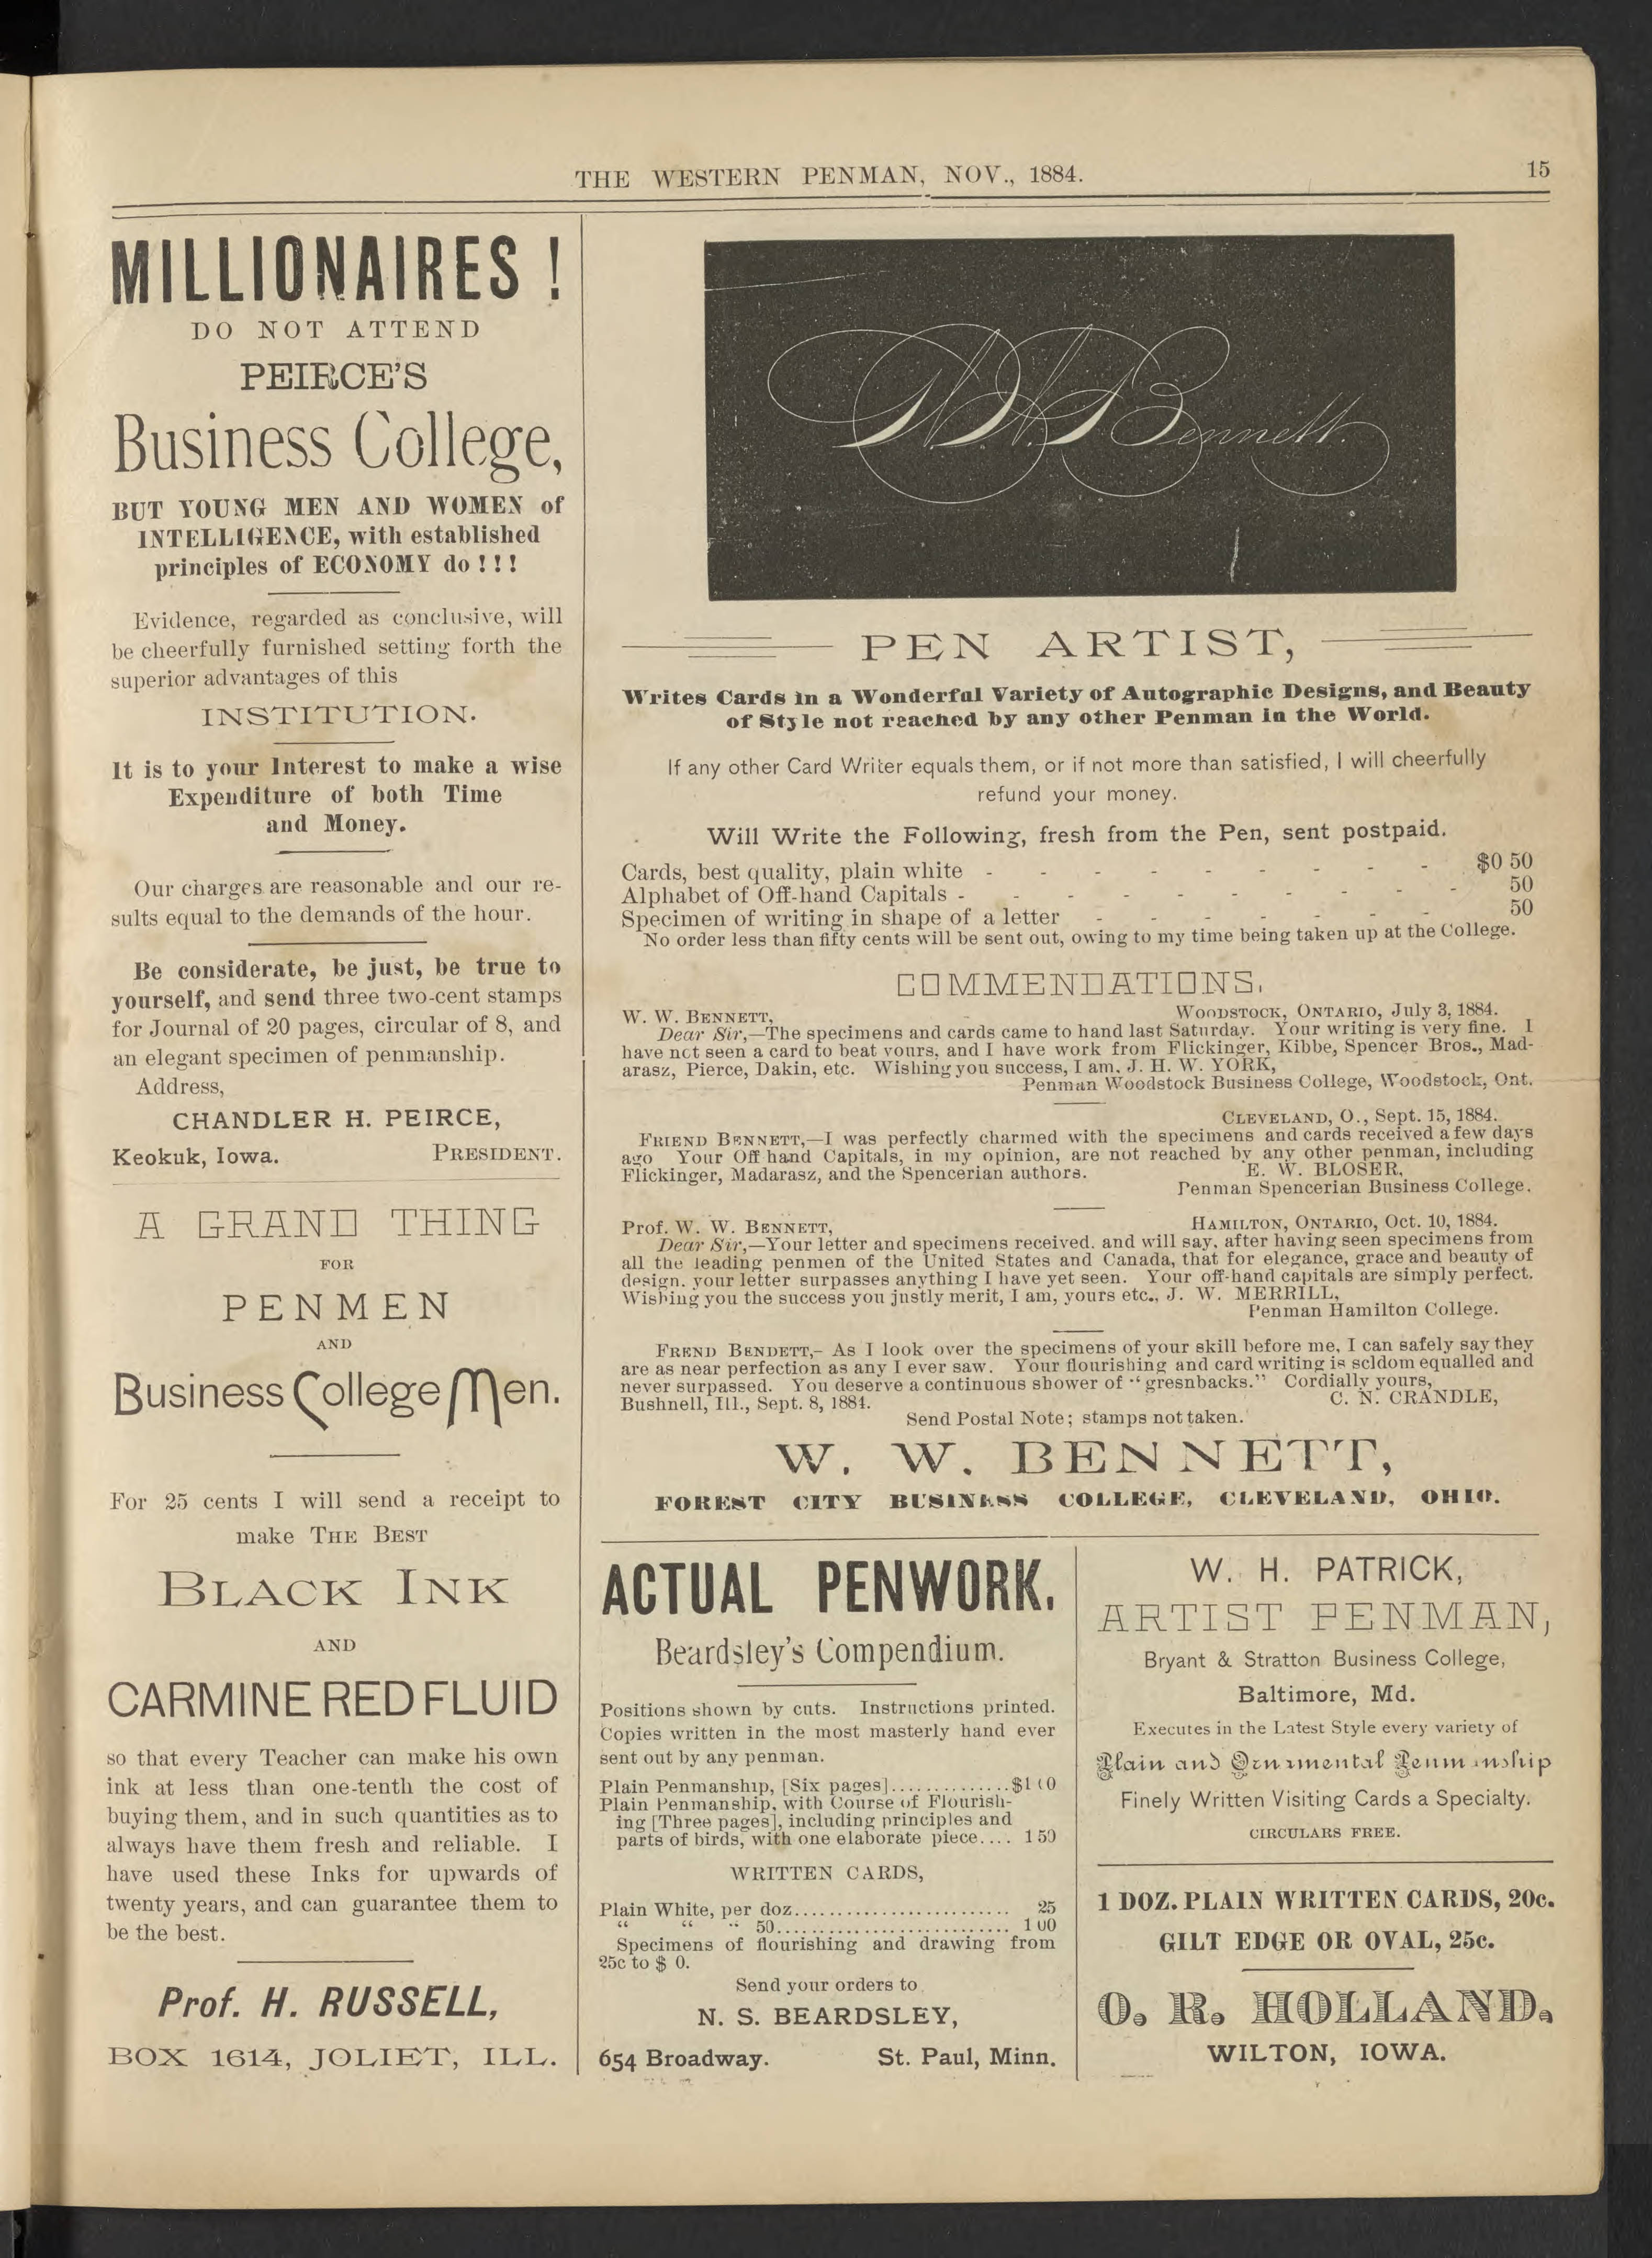 THE WESTERN PENMAN, NOV., 1884.
15
MILLIONAIRES!
DO NOT ATTEND
PEIRCE'S
Business College,
BUT YOUNG MEN AND WOMEN of
INTELLIGENCE, with established
principles of ECONOMY do ! ! !
Evidence, regarded as conclusive, will
be cheerfully furnished setting forth the
superior advantages of this
INSTITUTION.
It is to your Interest to make a wise
Expenditure of both Time
and Money.
Our charges are reasonable and our re-
sults equal to the demands of the hour.
Be considerate, be just, be true to
yourself, and send three two-cent stamps
for Journal of 20 pages, circular of 8, and
an elegant specimen of penmanship.
Address,
CHANDLER H. PEIRCE,
Keokuk, Iowa. PRESIDENT.
A GRAND THING
FOR
PENMEN
AND
Business College Men.
For 25 cents I will send a receipt to
make THE BEST
BLACK INK
AND
CARMINE RED FLUID
so that every Teacher can make his own
ink at less than one-tenth the cost of
buying them, and in such quantities as to
always have them fresh and reliable. I
have used these Inks for upwards of
twenty years, and can guarantee them to
be the best.
Prof. H. RUSSELL,
BOX 1614, JOLIET, ILL.
W. W. Bennett.
PEN ARTIST,
Writes Cards in a Wonderful Variety of Autographic Designs, and Beauty
of Style not reached by any other Penman in the World.
If any other Card Writer equals them, or if not more than satisfied, I will cheerfully
refund your money.
Will Write the Following, fresh from the Pen, sent postpaid.
Cards, best quality, plain white - - - - - - - - - $0 50
Alphabet of Off-hand Capitals - - - - - - - - - - 50
Specimen of writing in shape of a letter - - - - - - - 50
No order less than fifty cents will be sent out, owing to my time being taken up at the College.
COMMENDATIONS.
W. W. BENNETT, WOODSTOCK, ONTARIO, July 3, 1884.
Dear Sir,—The specimens and cards came to hand last Saturday. Your writing is very fine. I
have not seen a card to beat yours, and I have work from Flickinger, Kibbe, Spencer Bros., Mad-
arasz, Pierce, Dakin, etc. Wishing you success, I am, J. H. W. YORK,
Penman Woodstock Business College, Woodstock, Ont.
CLEVELAND, O., Sept. 15, 1884.
FRIEND BENNETT,—I was perfectly charmed with the specimens and cards received a few days
ago Your Off hand Capitals, in my opinion, are not reached by any other penman, including
Flickinger, Madarasz, and the Spencerian authors. E. W. BLOSER,
Penman Spencerian Business College.
Prof. W. W. BENNETT, HAMILTON, ONTARIO, Oct. 10, 1884.
Dear Sir,—Your letter and specimens received. and will say, after having seen specimens from
all the leading penmen of the United States and Canada, that for elegance, grace and beauty of
design. your letter surpasses anything I have yet seen. Your off-hand capitals are simply perfect.
Wishing you the success you justly merit, I am, yours etc., J. W. MERRILL,
Penman Hamilton College.
FREND BENDETT,- As I look over the specimens of your skill before me, I can safely say they
are as near perfection as any I ever saw. Your flourishing and card writing is seldom equalled and
never surpassed. You deserve a continuous shower of "gresnbacks." Cordially yours,
Bushnell, Ill., Sept. 8, 1884. C. N. CRANDLE,
Send Postal Note; stamps not taken.
W. W. BENNETT,
FOREST CITY BUSINESS COLLEGE, CLEVELAND, OHIO.
ACTUAL PENWORK.
Beardsley's Compendium.
Positions shown by cuts. Instructions printed.
Copies written in the most masterly hand ever
sent out by any penman.
Plain Penmanship, [Six pages]..............$1 00
Plain Penmanship, with Course of Flourish-
ing [Three pages], including principles and
parts of birds, with one elaborate piece.... 1 50
WRITTEN CARDS,
Plain White, per doz......................... 25
" " " 50........................... 1 00
Specimens of flourishing and drawing from
25c to $ 0.
Send your orders to
N. S. BEARDSLEY,
654 Broadway. St. Paul, Minn.
W. H. PATRICK,
ARTIST PENMAN,
Bryant & Stratton Business College,
Baltimore, Md.
Executes in the Latest Style every variety of
Plain and Ornamental Penmanship
Finely Written Visiting Cards a Specialty.
CIRCULARS FREE.
1 DOZ. PLAIN WRITTEN CARDS, 20c.
GILT EDGE OR OVAL, 25c.
O. R. HOLLAND,
WILTON, IOWA.